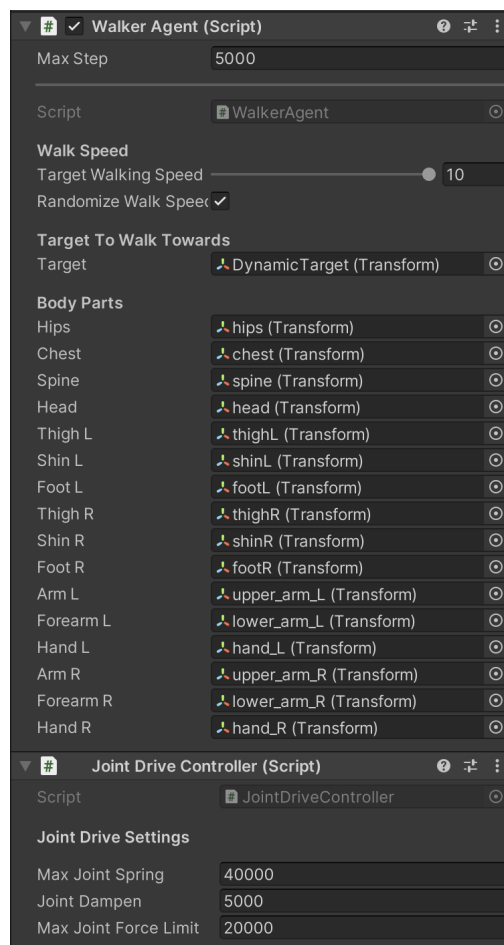 Walker Agent (Script)
Max Step 5000
Script WalkerAgent
Walk Speed
Target Walking Speed 10
Randomize Walk Speed
Target To Walk Towards
Target DynamicTarget (Transform)
Body Parts
Hips hips (Transform)
Chest chest (Transform)
Spine spine (Transform)
Head head (Transform)
Thigh L thighL (Transform)
Shin L shinL (Transform)
Foot L footL (Transform)
Thigh R thighR (Transform)
Shin R shinR (Transform)
Foot R footR (Transform)
Arm L upper_arm_L (Transform)
Forearm L lower_arm_L (Transform)
Hand L hand_L (Transform)
Arm R upper_arm_R (Transform)
Forearm R lower_arm_R (Transform)
Hand R hand_R (Transform)
Joint Drive Controller (Script)
Script JointDriveController
Joint Drive Settings
Max Joint Spring 40000
Joint Dampen 5000
Max Joint Force Limit 20000